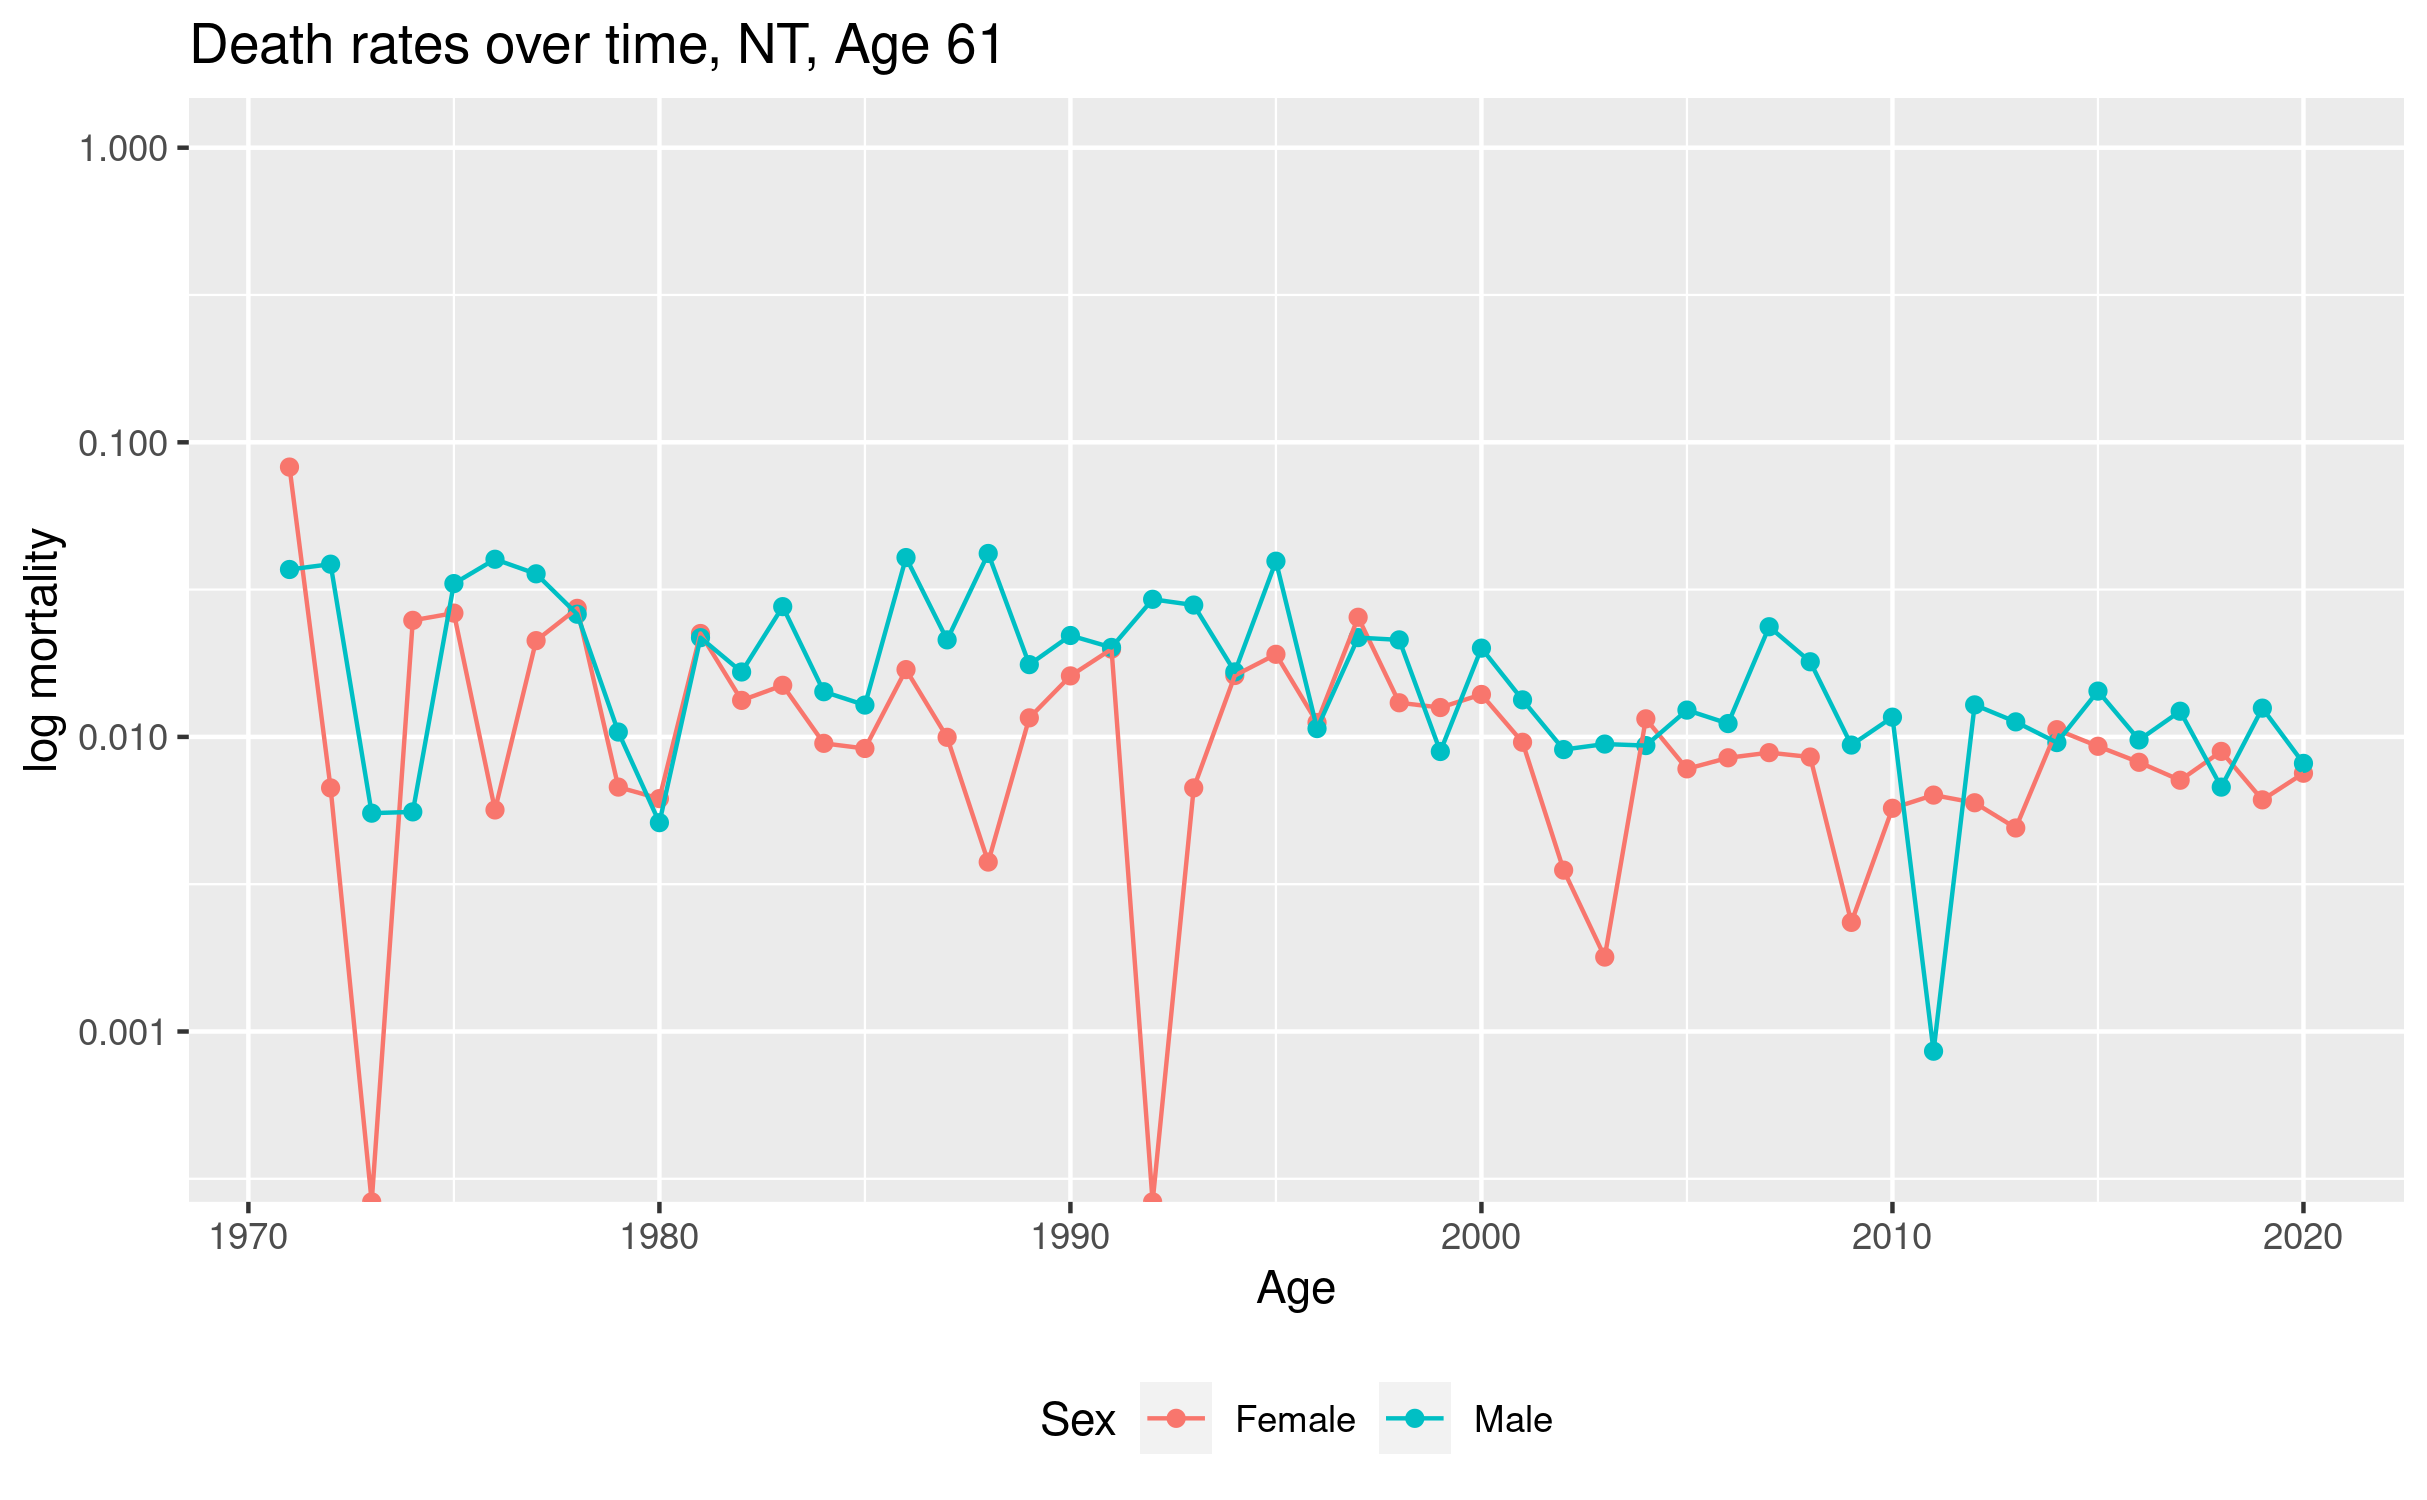 Death rates over time, NT, Age 61
log mortality
1.000
0.100
0.010
0.001
1970 1980 1990 2000 2010 2020
Age
Sex Female Male